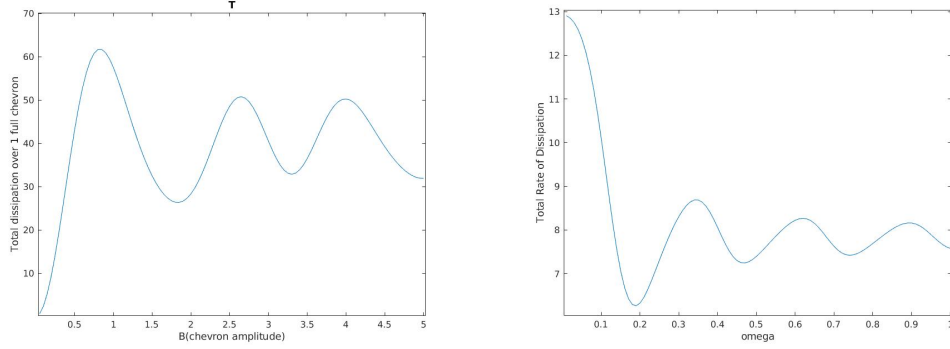 T
70
60
50
40
30
20
10
0.5 1 1.5 2 2.5 3 3.5 4 4.5 5
B(chevron amplitude)
Total dissipation over 1 full chevron
13
12
11
10
9
8
7
0.1 0.2 0.3 0.4 0.5 0.6 0.7 0.8 0.9 1
omega
Total Rate of Dissipation